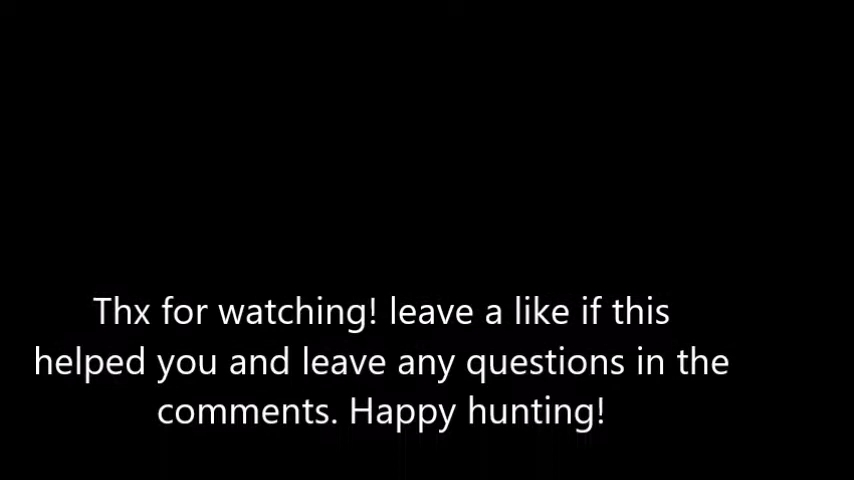 Thx for watching! leave a like if this
helped you and leave any questions in the
comments. Happy hunting!